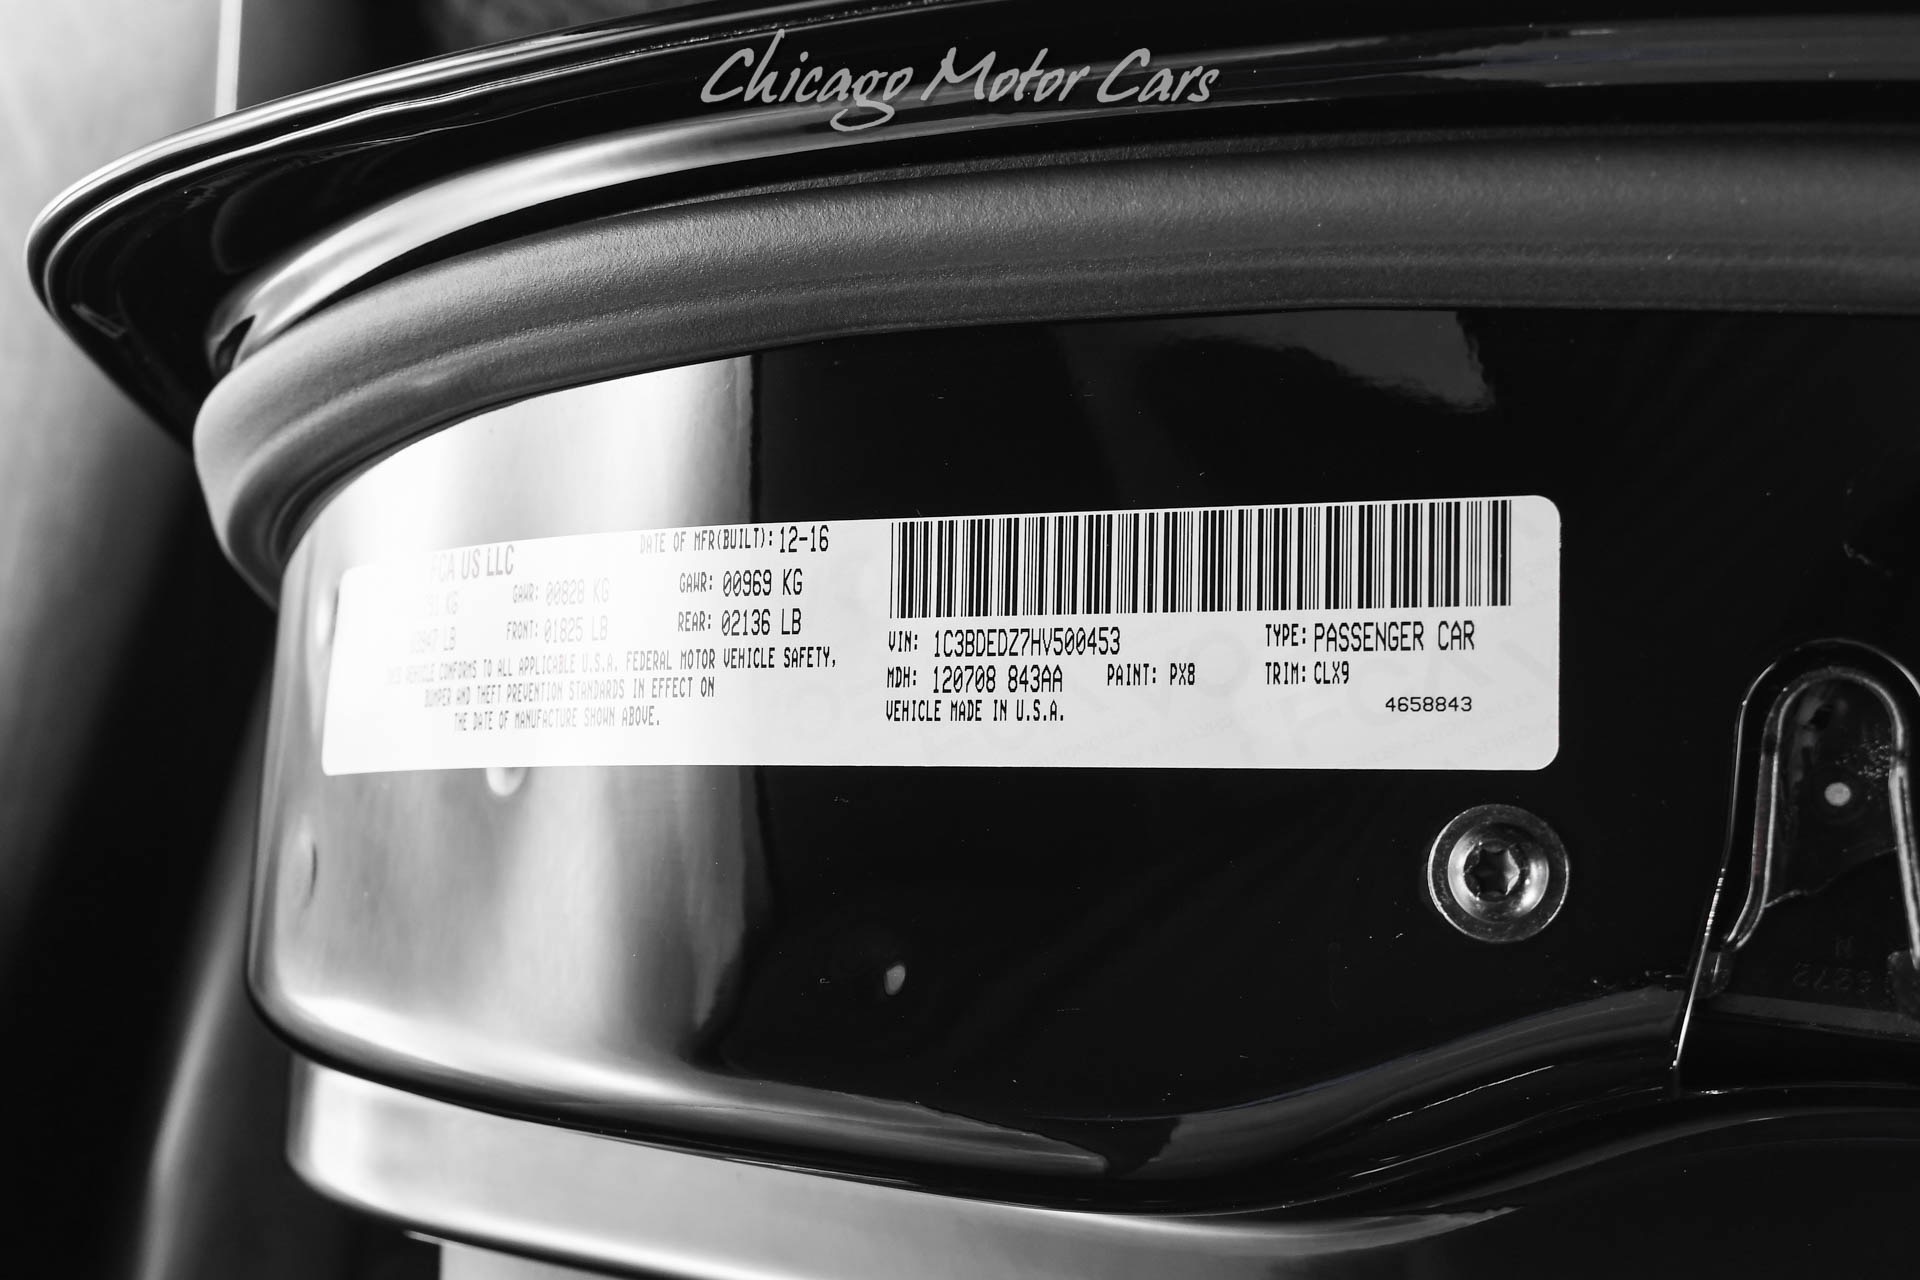 Chicago Motor Cars
FCA US LLC
DATE OF MFR(BUILT): 12-16
GAWR: 00828 KG
GAWR: 00969 KG
LB
FRONT: 01825 LB
REAR: 02136 LB
VEHICLE CONFORMS TO ALL APPLICABLE U.S.A. FEDERAL MOTOR VEHICLE SAFETY,
BUMPER AND THEFT PREVENTION STANDARDS IN EFFECT ON
THE DATE OF MANUFACTURE SHOWN ABOVE.
VIN: 1C3BDEDZ7HV500453
TYPE: PASSENGER CAR
MDH: 120708 843AA
PAINT: PX8
TRIM: CLX9
VEHICLE MADE IN U.S.A.
4658843